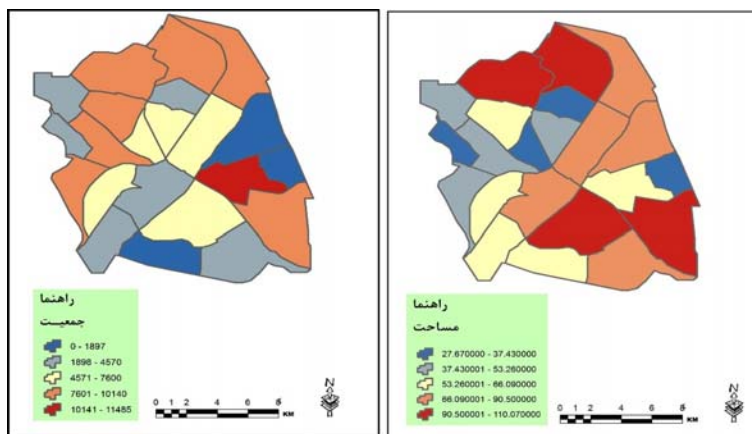 راهنما
جمعیــت
0 - 1897
1898 - 4570
4571 - 7600
7601 - 10140
10141 - 11485
N
0 1 2 4 6 8
KM
راهنما
مساحت
27.670000 - 37.430000
37.430001 - 53.260000
53.260001 - 66.090000
66.090001 - 90.500000
90.500001 - 110.070000
N
0 1 2 4 6 8
KM